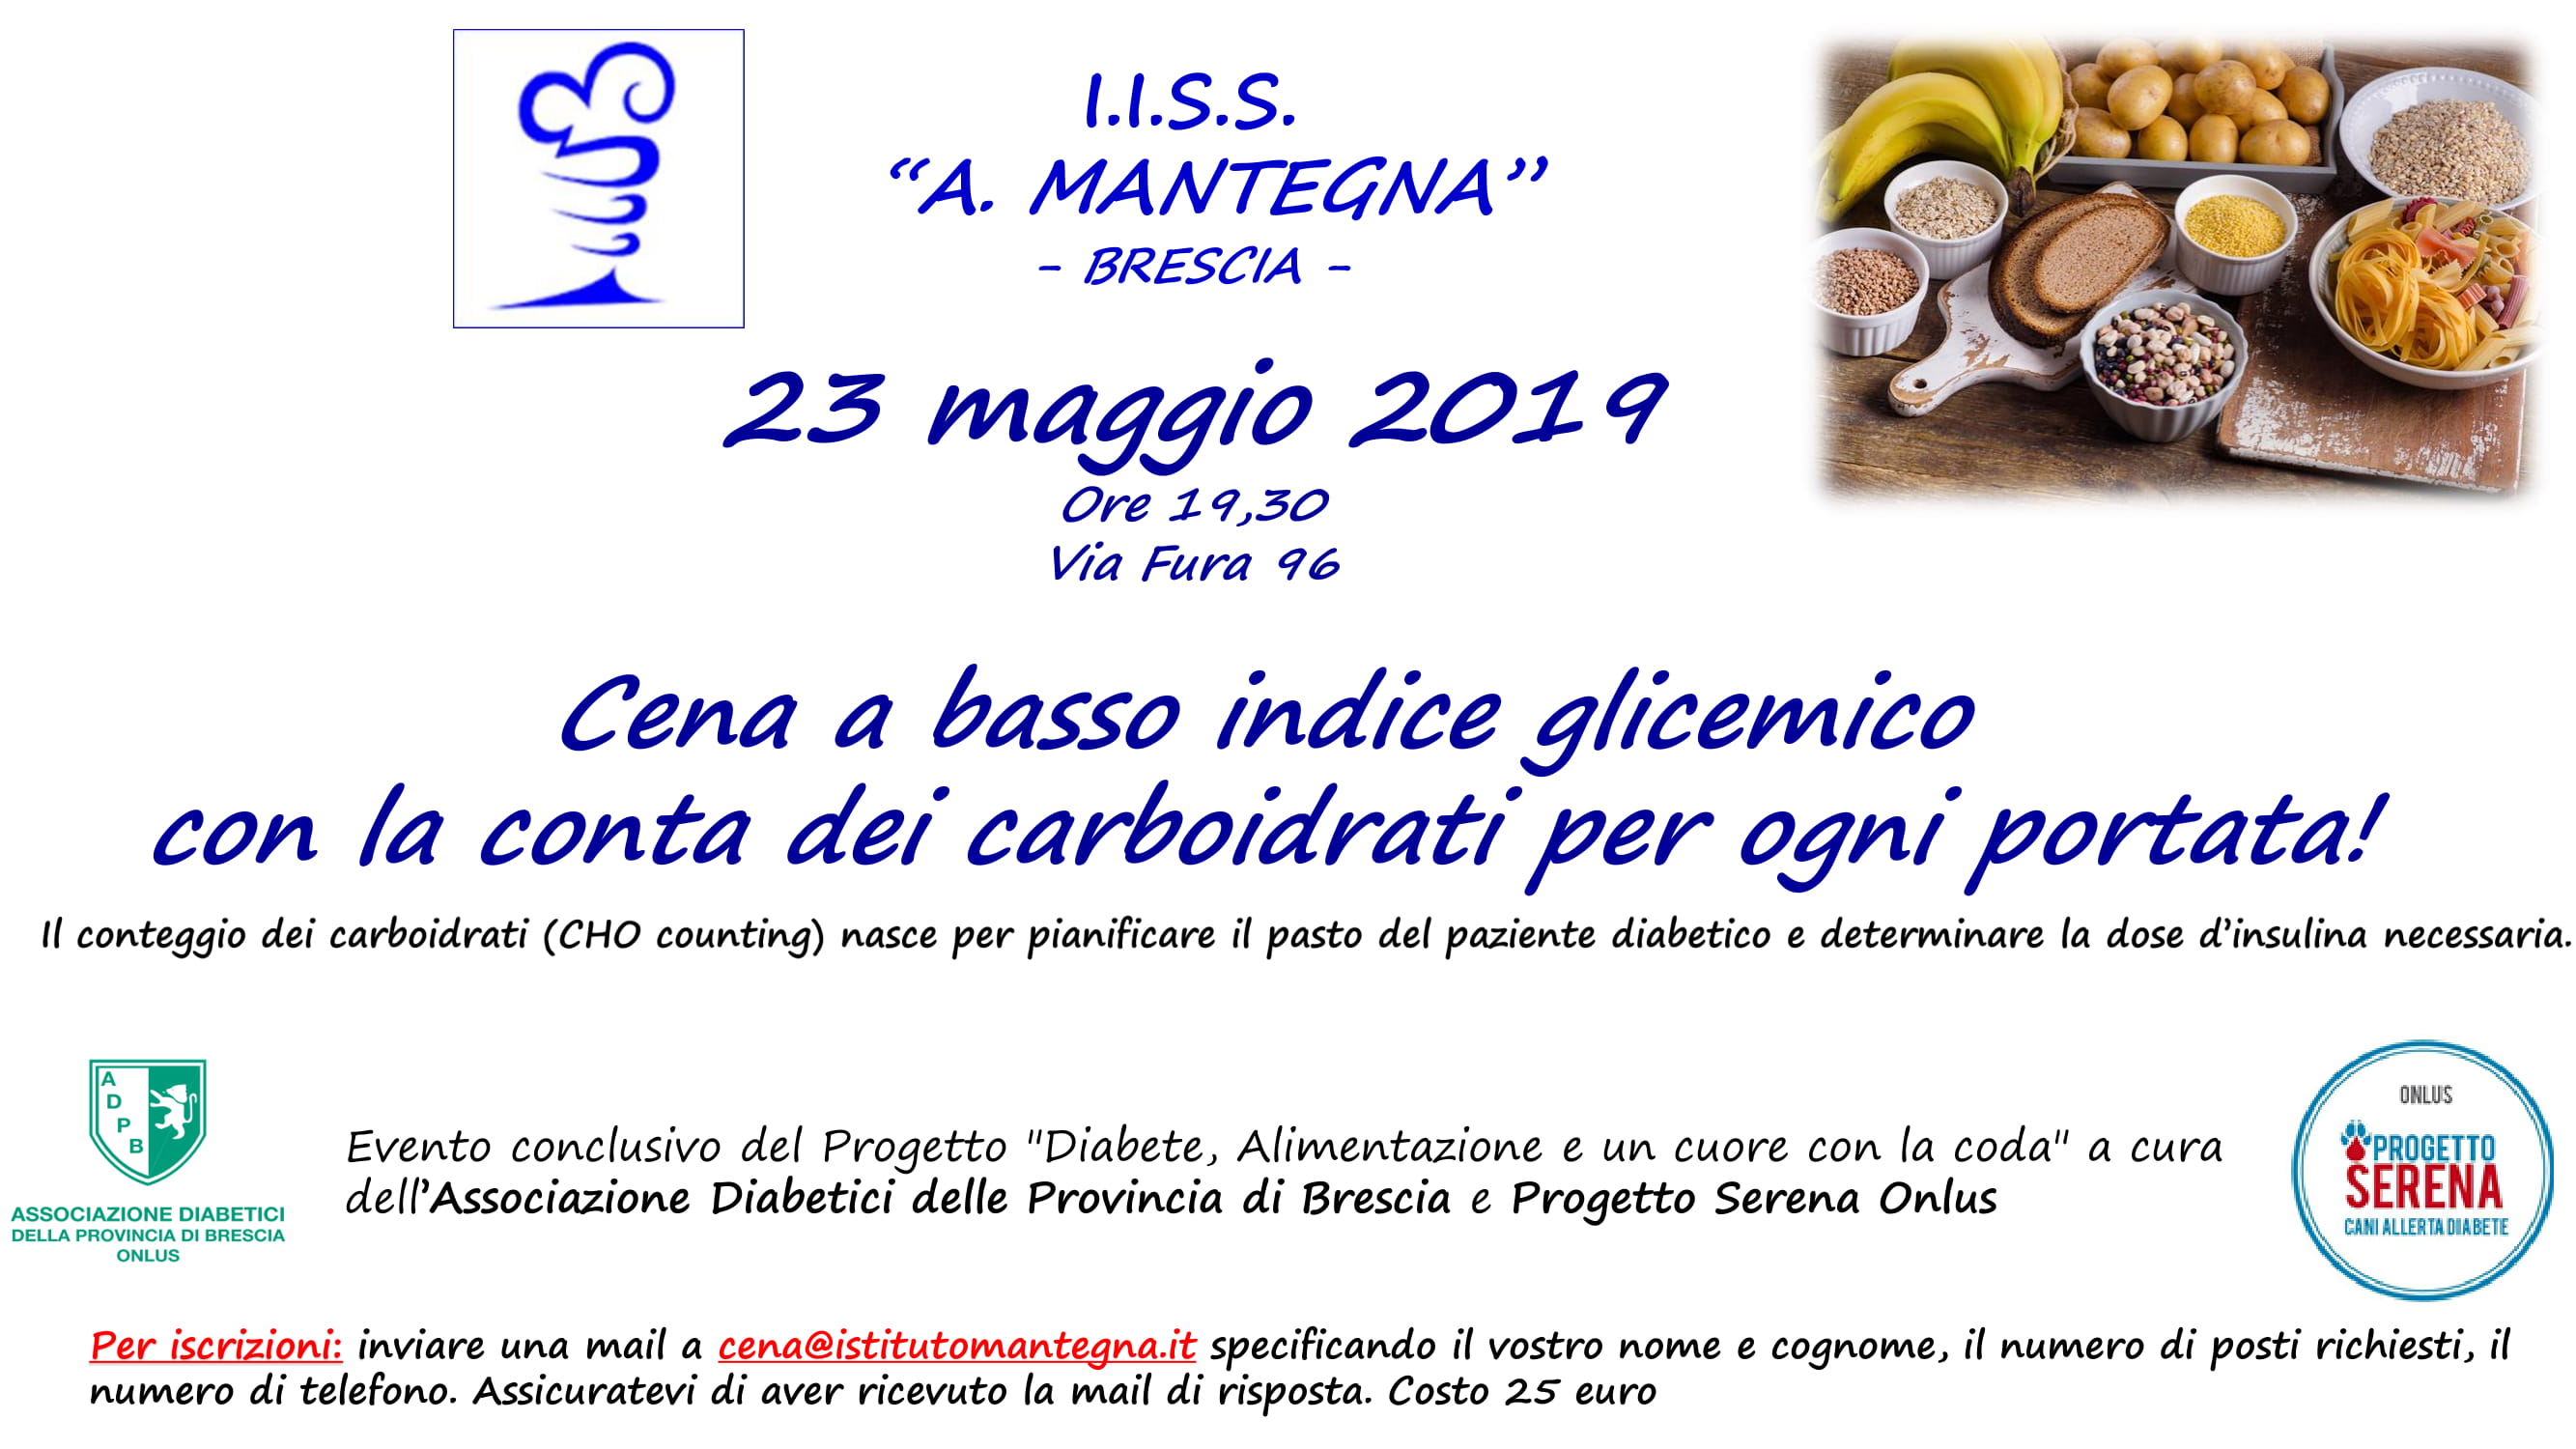 I.I.S.S.
“A. MANTEGNA”
- BRESCIA -
23 maggio 2019
Ore 19,30
Via Fura 96
Cena a basso indice glicemico
con la conta dei carboidrati per ogni portata!
Il conteggio dei carboidrati (CHO counting) nasce per pianificare il pasto del paziente diabetico e determinare la dose d’insulina necessaria.
A
D
P
B
ASSOCIAZIONE DIABETICI
DELLA PROVINCIA DI BRESCIA
ONLUS
Evento conclusivo del Progetto "Diabete, Alimentazione e un cuore con la coda" a cura
dell’Associazione Diabetici delle Provincia di Brescia e Progetto Serena Onlus
ONLUS
PROGETTO
SERENA
CANI ALLERTA DIABETE
Per iscrizioni: inviare una mail a cena@istitutomantegna.it specificando il vostro nome e cognome, il numero di posti richiesti, il
numero di telefono. Assicuratevi di aver ricevuto la mail di risposta. Costo 25 euro